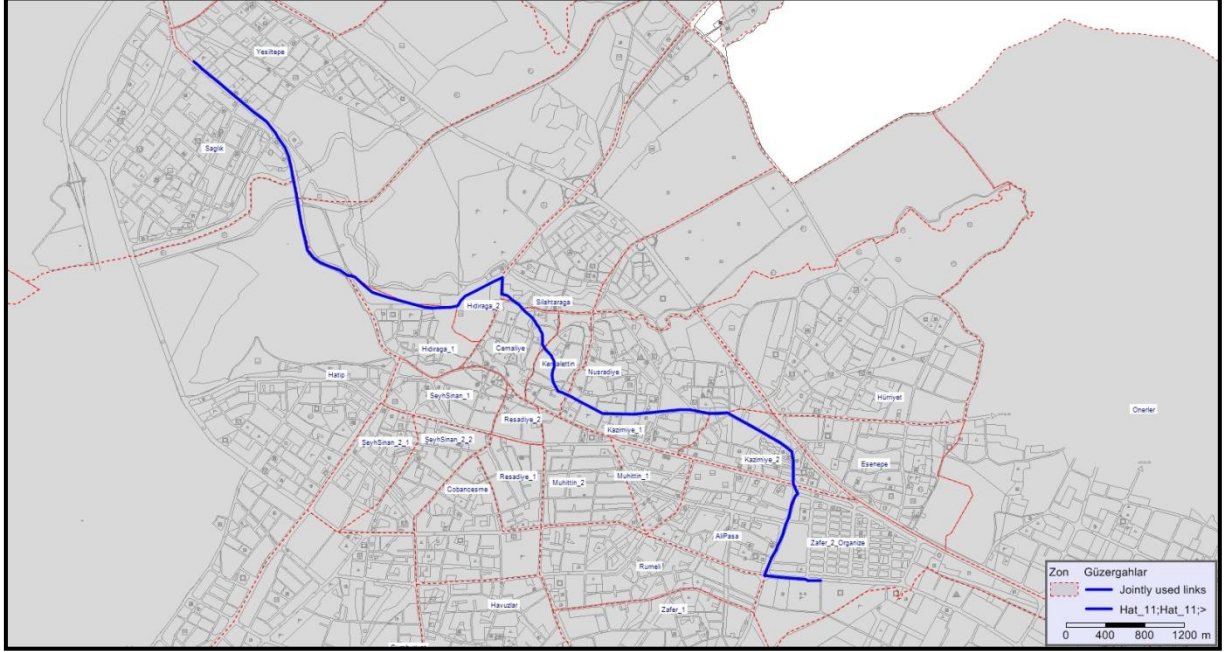 Yesiltepe
Saglik
Silahtaraga
Hidiraga_2
Hidiraga_1
Cemaliye
Nusradiye
Hatip
SeyhSinan_1
Hürriyet
Onerler
Resadiye_2
Kazimiye_1
SeyhSinan_2_1
SeyhSinan_2_2
Kazimiye_2
Esenepe
Resadiye_1
Muhittin_2
Muhittin_1
Cobancesme
AliPasa
Zafer_2_Organize
Rumeli
Havuzlar
Zafer_1
Zon Güzergahlar
Jointly used links
Hat_11;Hat_11;>
0 400 800 1200 m